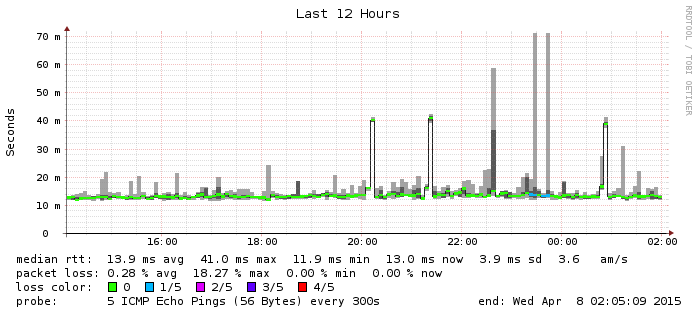 Last 12 Hours
RRDTOOL / TOBI OETIKER
Seconds
70 m
60 m
50 m
40 m
30 m
20 m
10 m
0
16:00 18:00 20:00 22:00 00:00 02:00
median rtt: 13.9 ms avg 41.0 ms max 11.9 ms min 13.0 ms now 3.9 ms sd 3.6 am/s
packet loss: 0.28 % avg 18.27 % max 0.00 % min 0.00 % now
loss color: 0 1/5 2/5 3/5 4/5
probe: 5 ICMP Echo Pings (56 Bytes) every 300s end: Wed Apr 8 02:05:09 2015